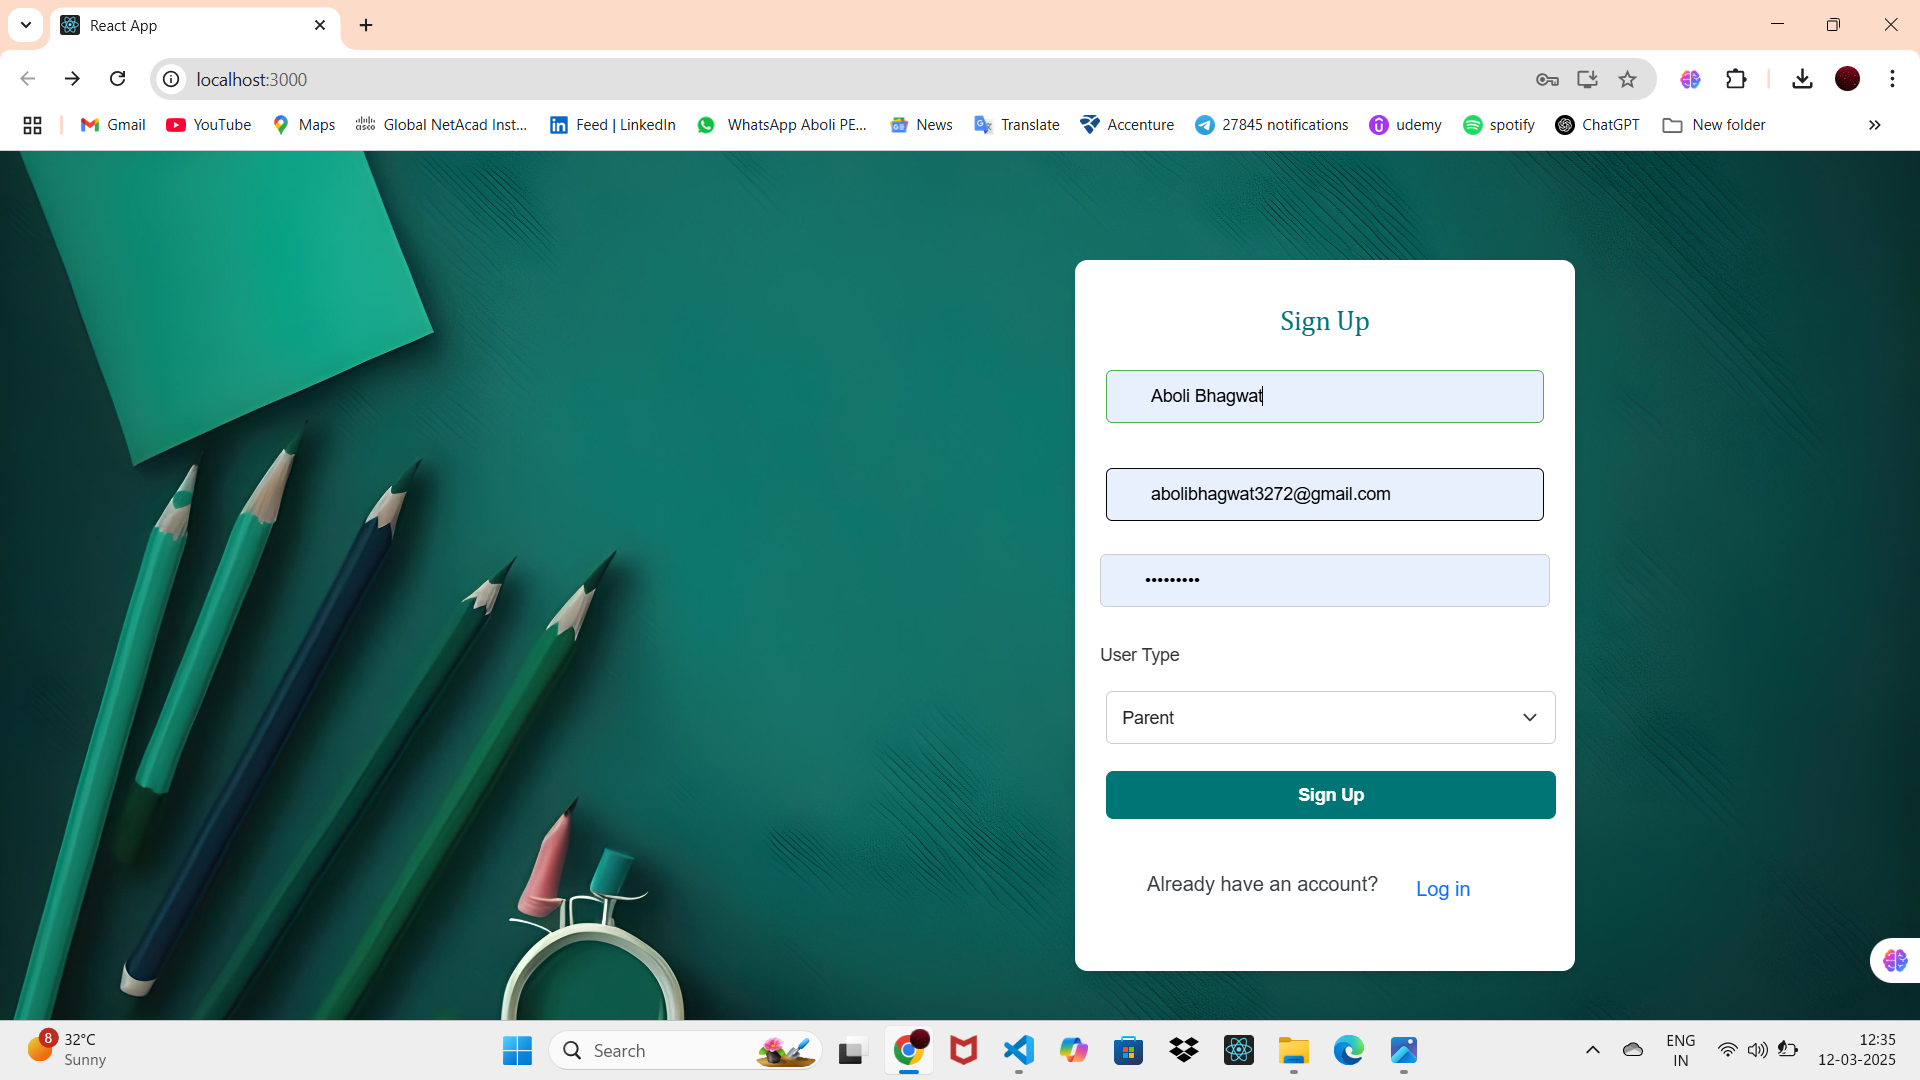 React App
localhost:3000
Gmail YouTube Maps Global NetAcad Inst... Feed | LinkedIn WhatsApp Aboli PE... News Translate Accenture 27845 notifications udemy spotify ChatGPT New folder
Sign Up
Aboli Bhagwat
abolibhagwat3272@gmail.com
•••••••••
User Type
Parent
Sign Up
Already have an account? Log in
8
32°C
Sunny
Search
ENG
IN
12:35
12-03-2025